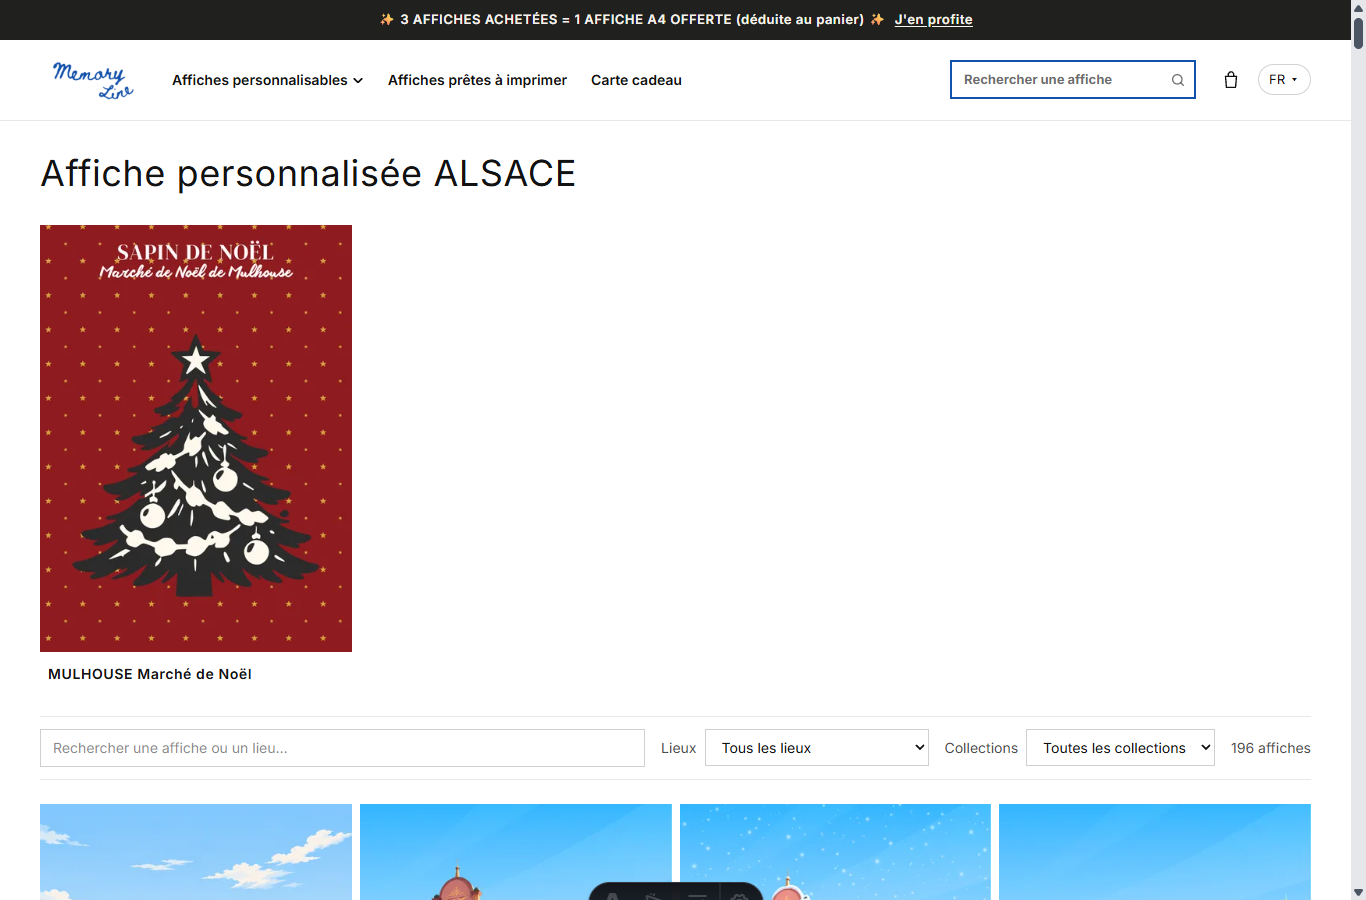 ✨ 3 AFFICHES ACHETÉES = 1 AFFICHE A4 OFFERTE (déduite au panier) ✨ J'en profite
Memory
Line
Affiches personnalisables
Affiches prêtes à imprimer
Carte cadeau
Rechercher une affiche
FR
Affiche personnalisée ALSACE
SAPIN DE NOËL
Marché de Noël de Mulhouse
MULHOUSE Marché de Noël
Rechercher une affiche ou un lieu...
Lieux
Tous les lieux
Collections
Toutes les collections
196 affiches